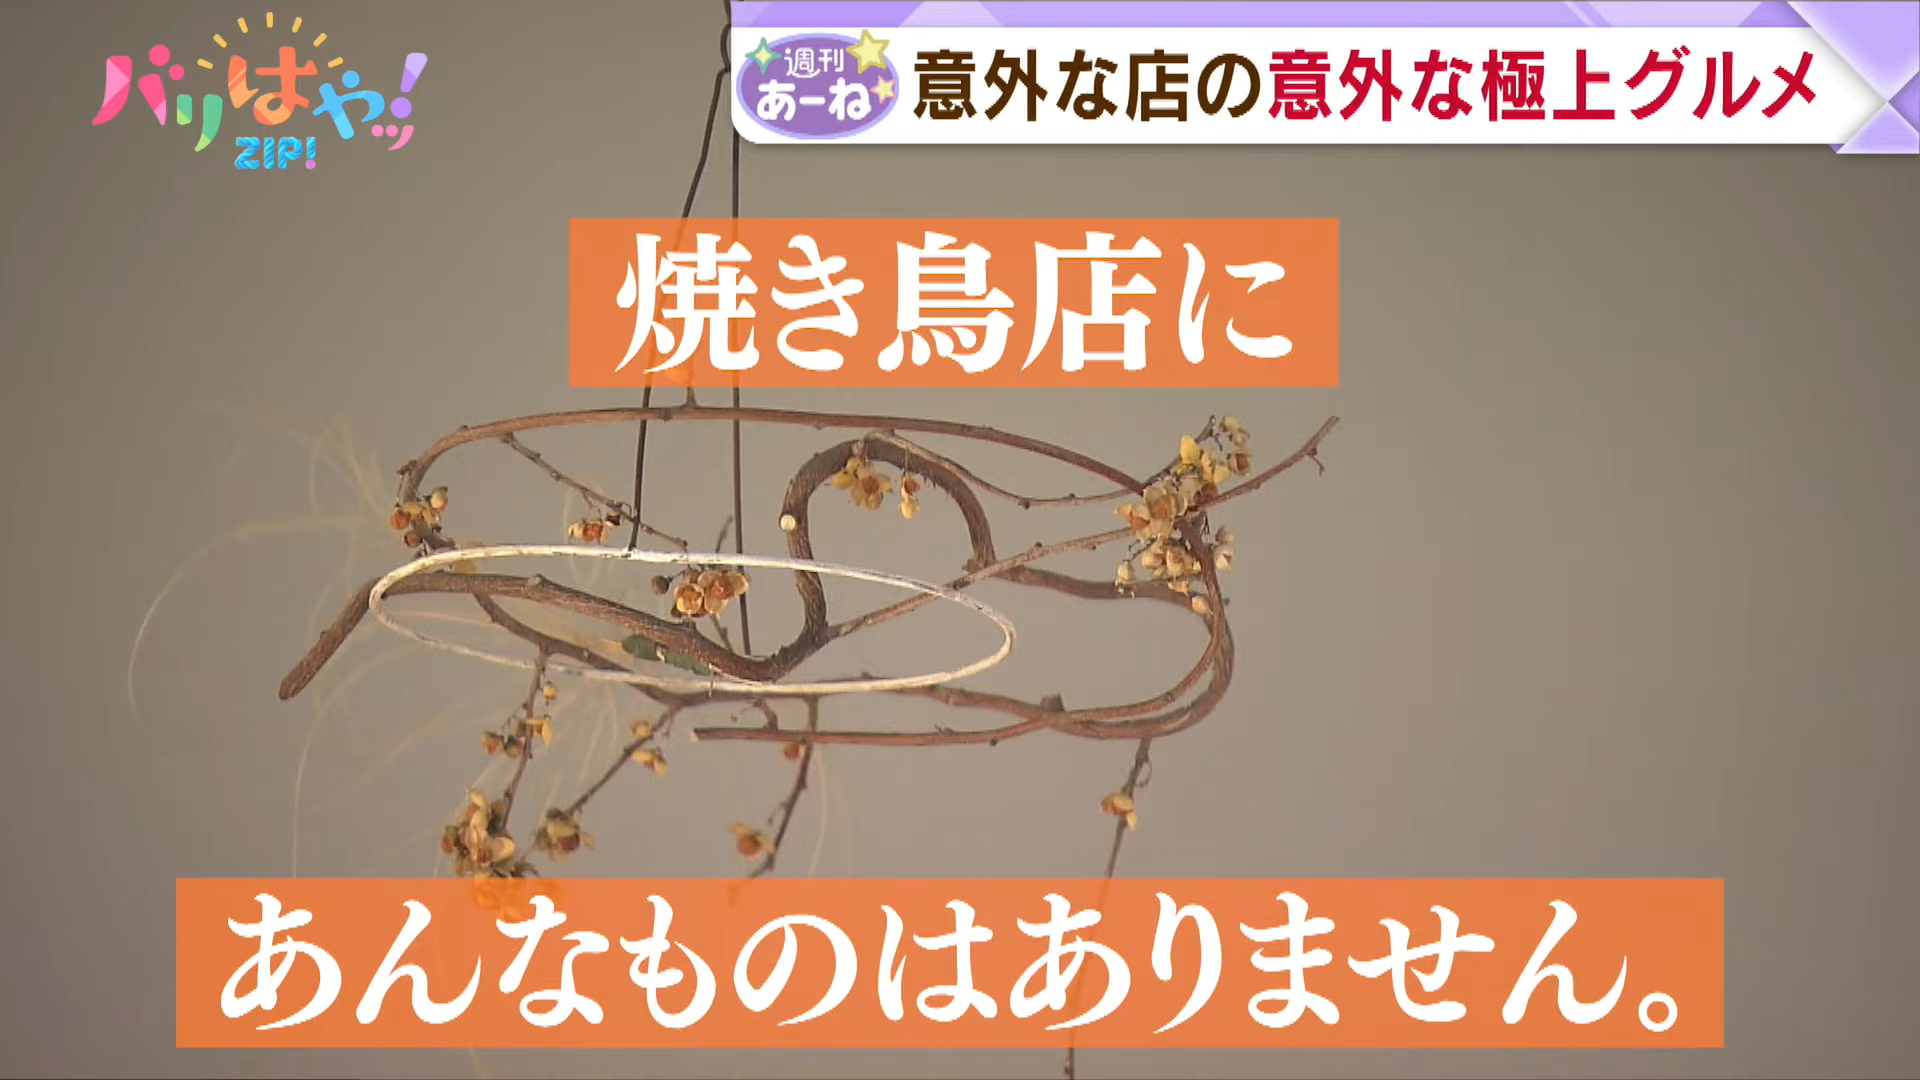 バリはやッ!
ZIP!
週刊
あーね
意外な店の意外な極上グルメ
焼き鳥店に
あんなものはありません。